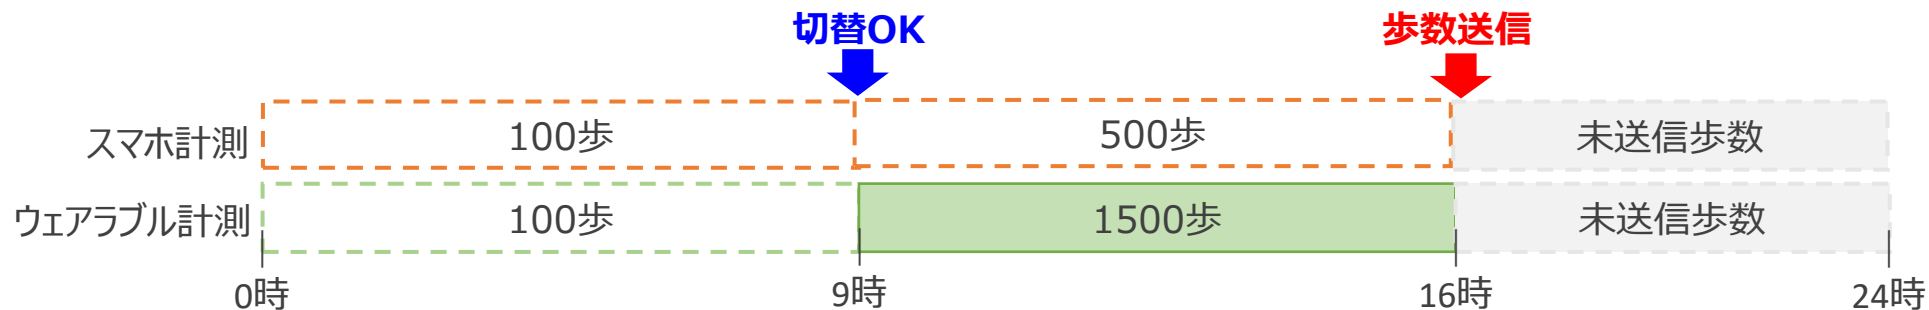 切替OK
歩数送信
スマホ計測
100歩
500歩
未送信歩数
ウェアラブル計測
100歩
1500歩
未送信歩数
0時
9時
16時
24時